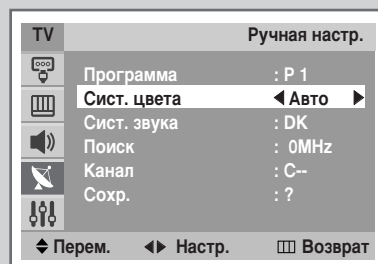 TV Ручная настр.
Программа : P 1
Сист. цвета ◀ Авто ▶
Сист. звука : DK
Поиск : 0MHz
Канал : C--
Сохр. : ?
Перем. Настр. Возврат